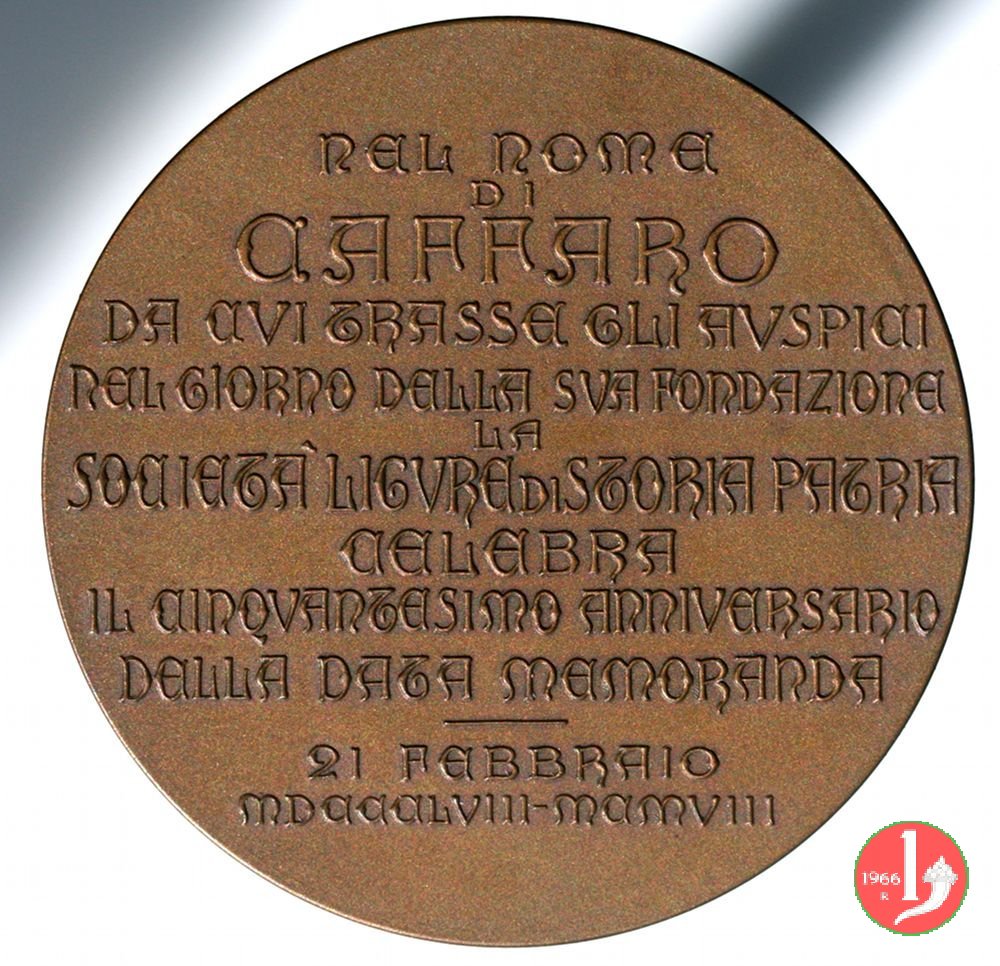 NEL NOME
DI
CAFFARO
DA CVI TRASSE GLI AVSPICI
NEL GIORNO DELLA SVA FONDAZIONE
LA
SOCIETÀ LIGVRE DI STORIA PATRIA
CELEBRA
IL CINQVANTESIMO ANNIVERSARIO
DELLA DATA MEMORANDA
21 FEBBRAIO
MDCCCLVIII-MCMVIII
1966
R
1